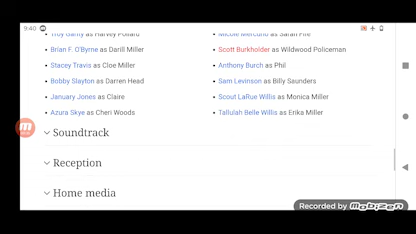 9:40
Troy Garity as Harvey Pollard
Nicole Mercurio as Sarah Fife
Brían F. O'Byrne as Darill Miller
Scott Burkholder as Wildwood Policeman
Stacey Travis as Cloe Miller
Anthony Burch as Phil
Bobby Slayton as Darren Head
Sam Levinson as Billy Saunders
January Jones as Claire
Scout LaRue Willis as Monica Miller
Azura Skye as Cheri Woods
Tallulah Belle Willis as Erika Miller
Soundtrack
Reception
Home media
Recorded by Mobizen